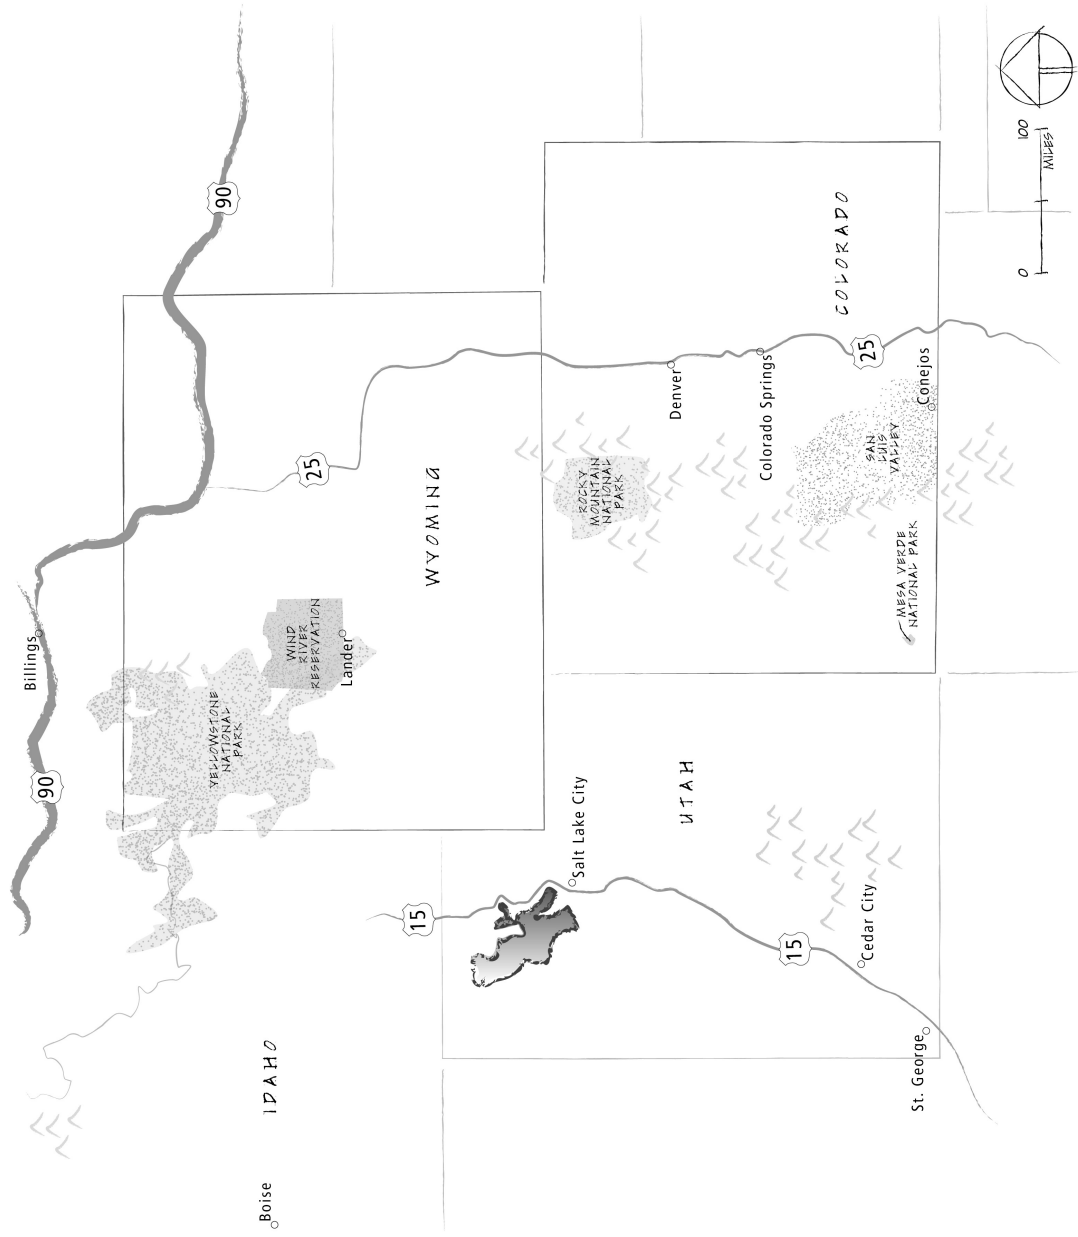 Billings
90
90
YELLOWSTONE
NATIONAL
PARK
WIND
RIVER
RESERVATION
Lander
25
WYOMING
IDAHO
Boise
15
Salt Lake City
UTAH
15
Cedar City
St. George
ROCKY
MOUNTAIN
NATIONAL
PARK
Denver
Colorado Springs
COLORADO
25
SAN
LUIS
VALLEY
Conejos
MESA VERDE
NATIONAL PARK
0
100
MILES